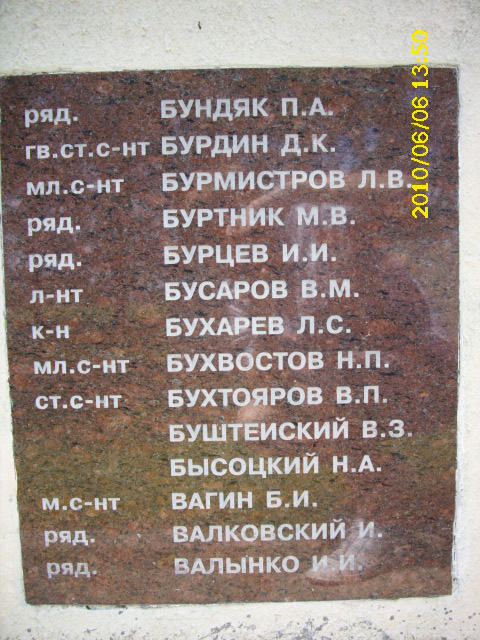 ряд. БУНДЯК П.А.
гв.ст.с-нт БУРДИН Д.К.
мл.с-нт БУРМИСТРОВ Л.В.
ряд. БУРТНИК М.В.
ряд. БУРЦЕВ И.И.
л-нт БУСАРОВ В.М.
к-н БУХАРЕВ Л.С.
мл.с-нт БУХВОСТОВ Н.П.
ст.с-нт БУХТОЯРОВ В.П.
БУШТЕИСКИЙ В.З.
БЫСОЦКИЙ Н.А.
м.с-нт ВАГИН Б.И.
ряд. ВАЛКОВСКИЙ И.
ряд. ВАЛЫНКО И.И.
2010/06/06 13:50